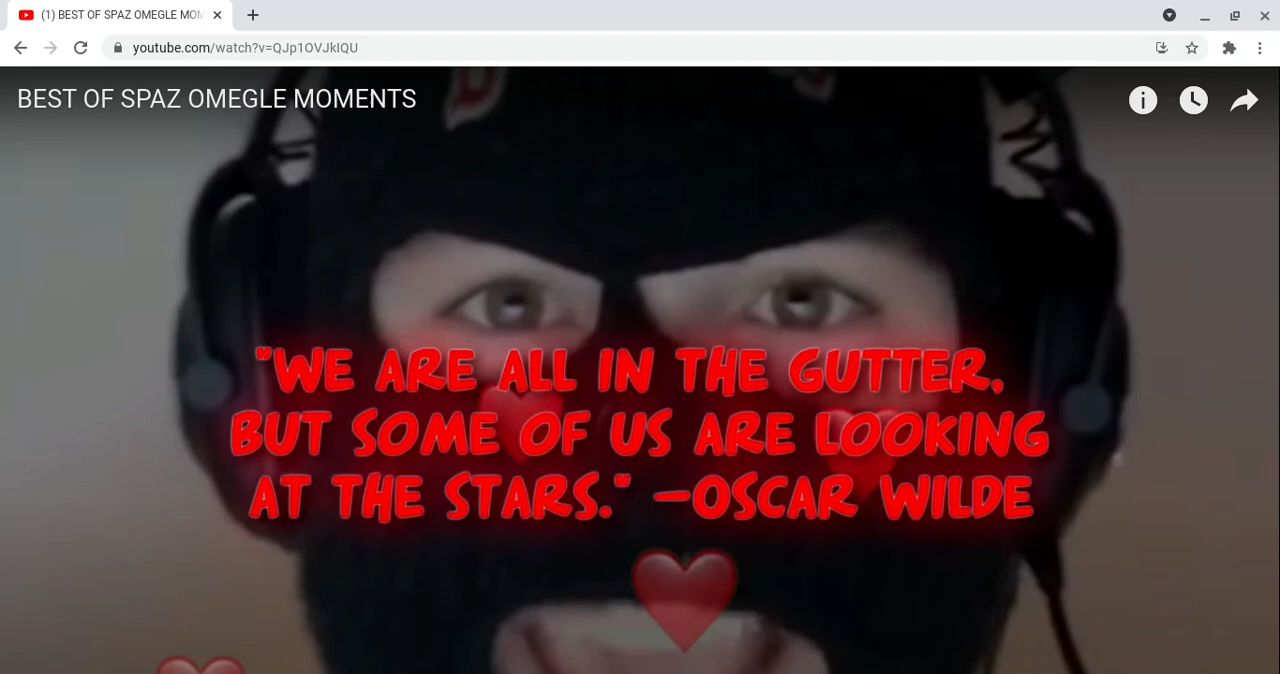 (1) BEST OF SPAZ OMEGLE MOM
youtube.com/watch?v=QJp1OVJkIQU
BEST OF SPAZ OMEGLE MOMENTS
"WE ARE ALL IN THE GUTTER,
BUT SOME OF US ARE LOOKING
AT THE STARS." —OSCAR WILDE